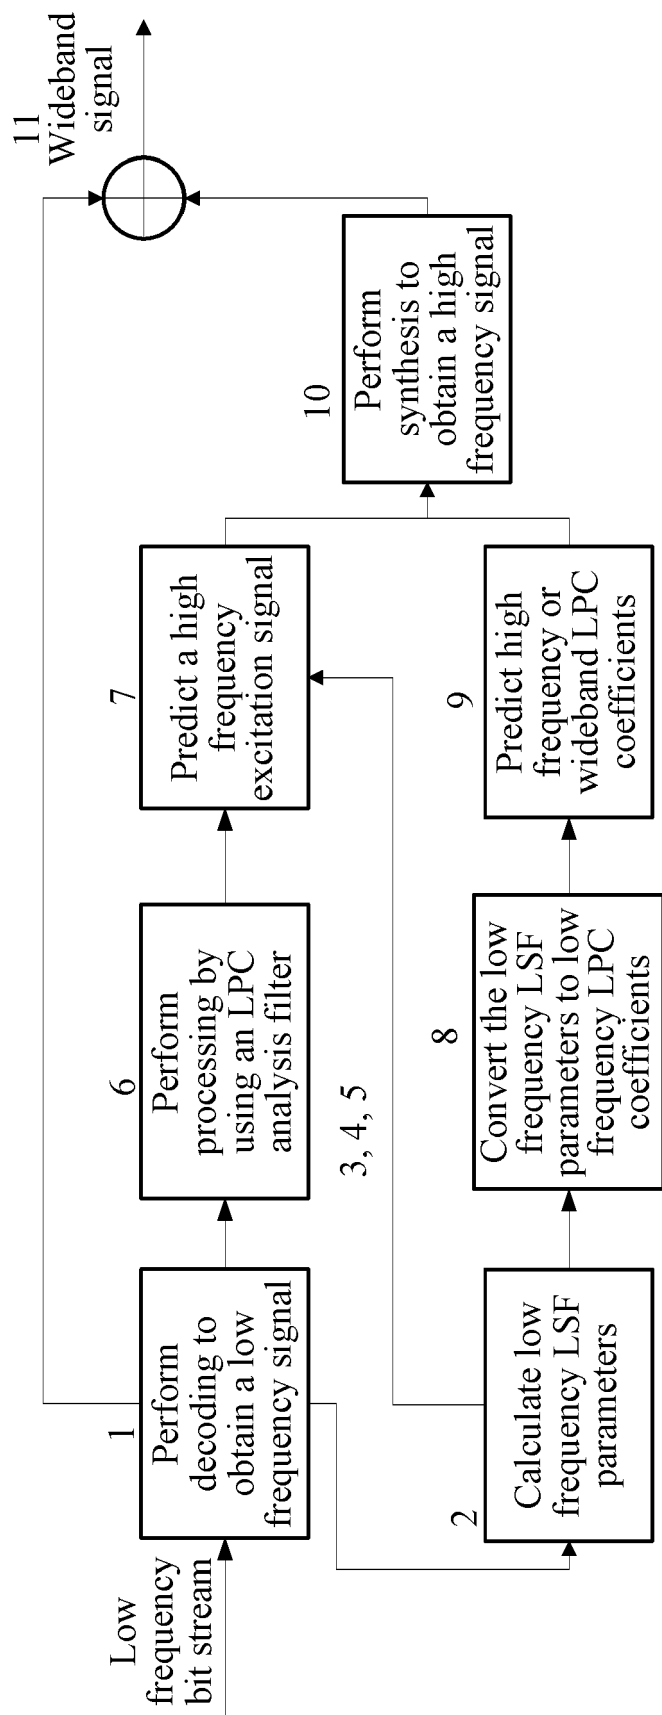 Low
frequency
bit stream
1
Perform
decoding to
obtain a low
frequency signal
2
Calculate low
frequency LSF
parameters
3, 4, 5
6
Perform
processing by
using an LPC
analysis filter
7
Predict a high
frequency
excitation signal
8
Convert the low
frequency LSF
parameters to low
frequency LPC
coefficients
9
Predict high
frequency or
wideband LPC
coefficients
10
Perform
synthesis to
obtain a high
frequency signal
11
Wideband
signal